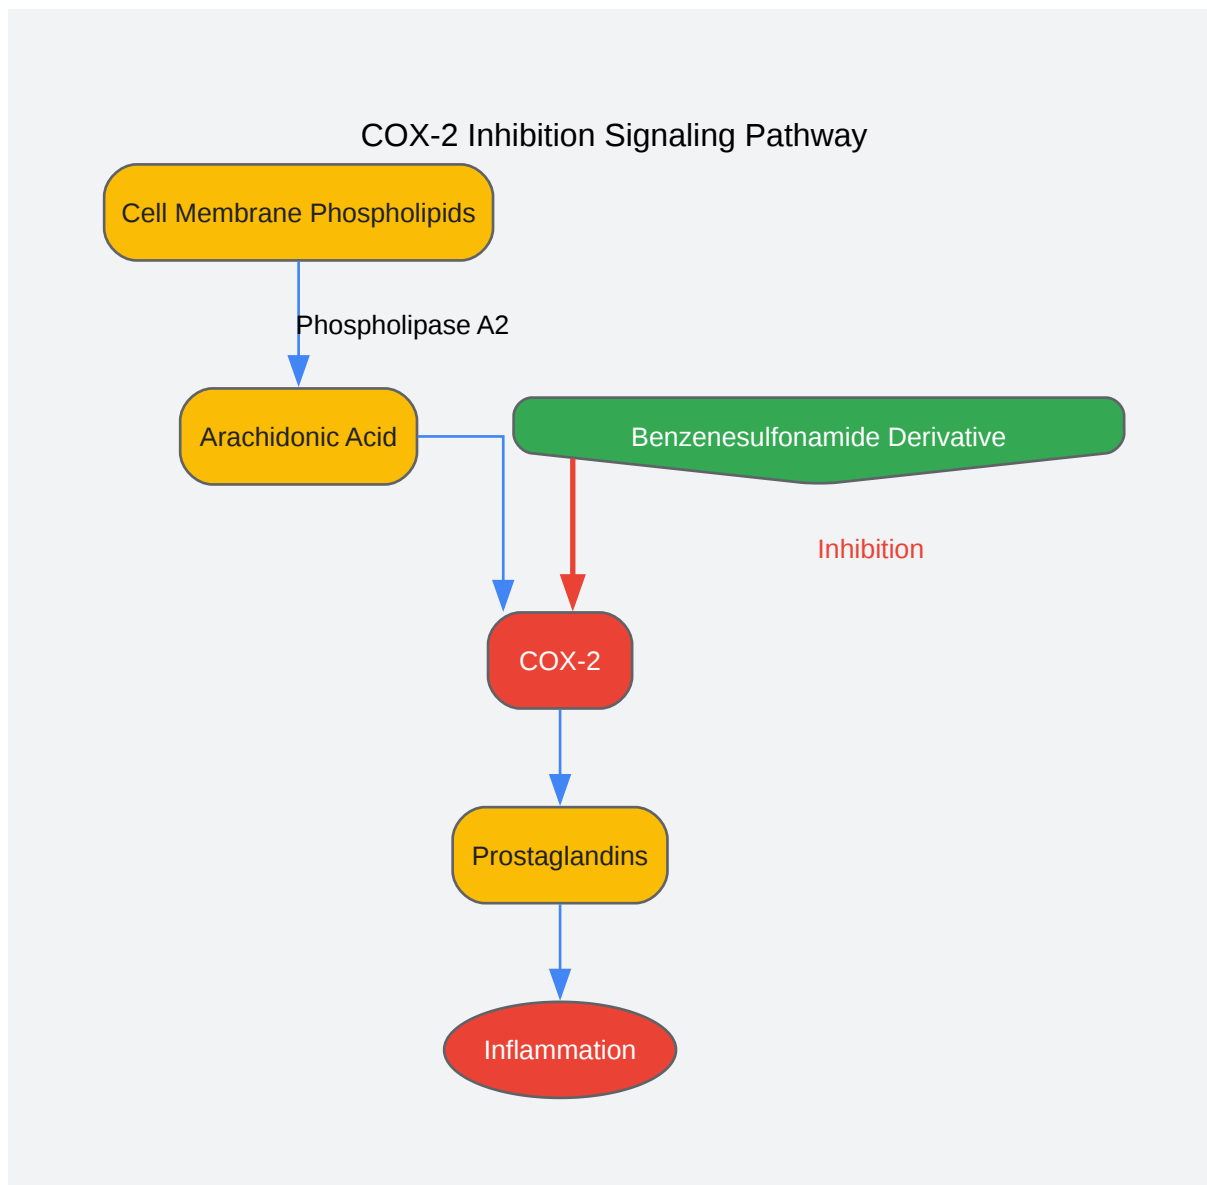 COX-2 Inhibition Signaling Pathway
Cell Membrane Phospholipids
Phospholipase A2
Arachidonic Acid
Benzenesulfonamide Derivative
Inhibition
COX-2
Prostaglandins
Inflammation